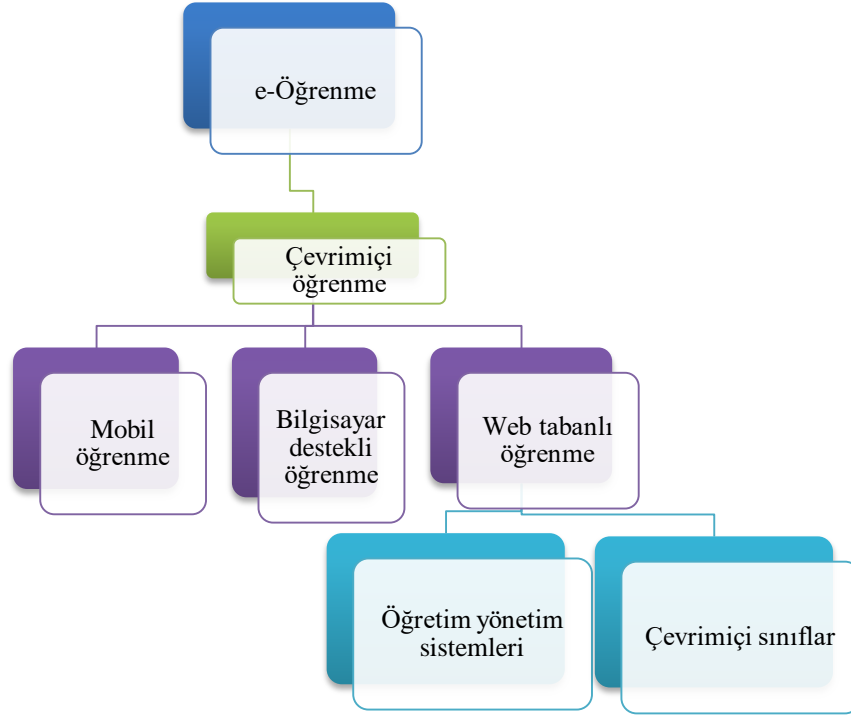 e-Öğrenme
Çevrimiçi
öğrenme
Mobil
öğrenme
Bilgisayar
destekli
öğrenme
Web tabanlı
öğrenme
Öğretim yönetim
sistemleri
Çevrimiçi sınıflar